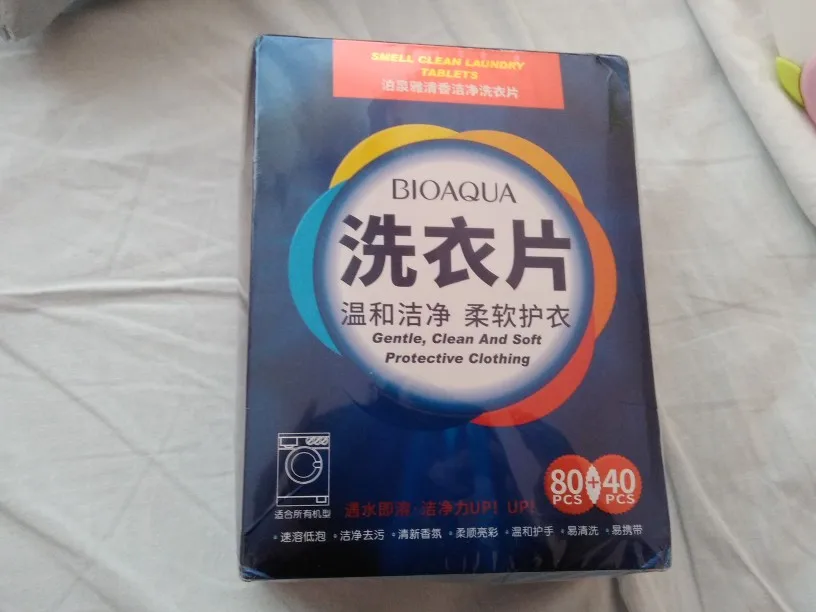 SMELL CLEAN LAUNDRY
TABLETS
泊泉雅清香洁净洗衣片
BIOAQUA
洗衣片
温和洁净 柔软护衣
Gentle, Clean And Soft
Protective Clothing
80 + 40
PCS PCS
适合所有机型
遇水即溶·洁净力UP! UP!
•速溶低泡 •洁净去污 •清新香氛 •柔顺亮彩 •温和护手 •易清洗 •易携带